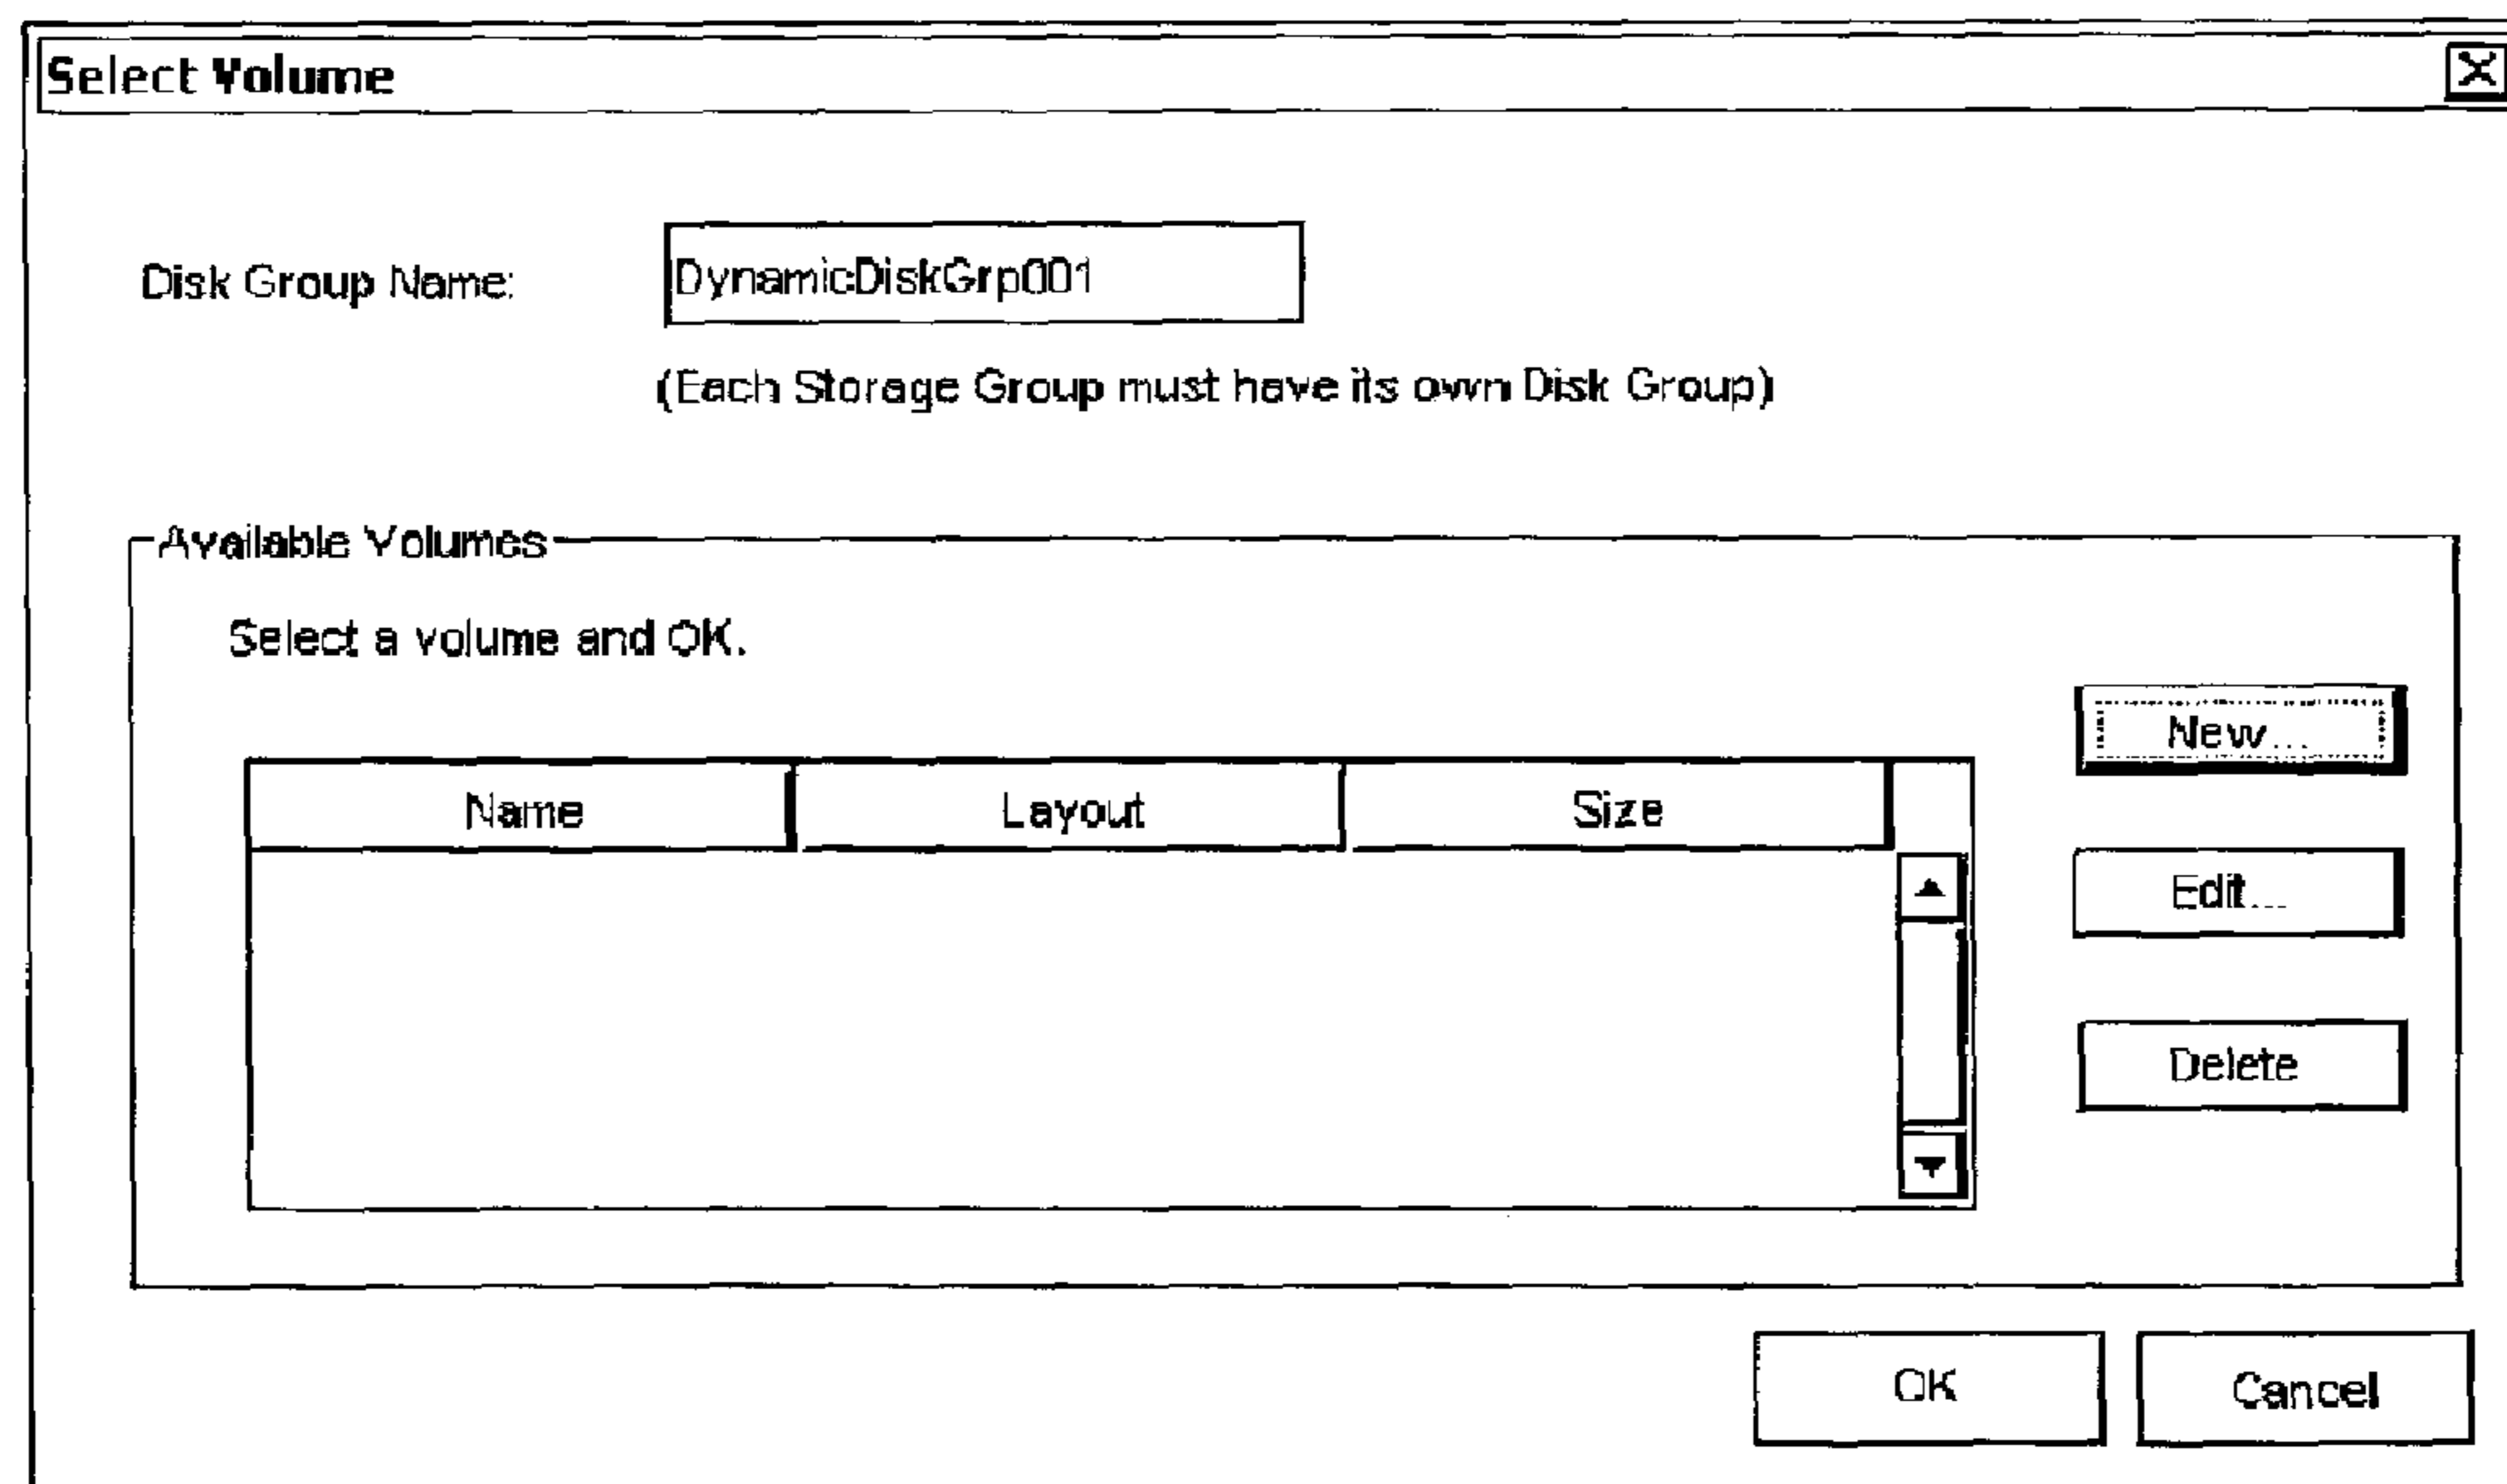 Select Volume
Disk Group Name: DynamicDiskGrp001
(Each Storage Group must have its own Disk Group)
Available Volumes
Select a volume and OK.
New...
Name Layout Size
Edit...
Delete
OK Cancel